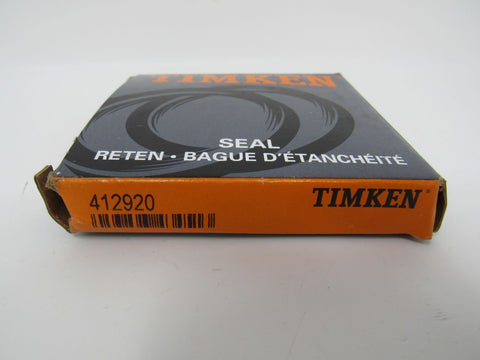 TIMKEN
SEAL
RETEN • BAGUE D'ÉTANCHÉITÉ
412920
TIMKEN